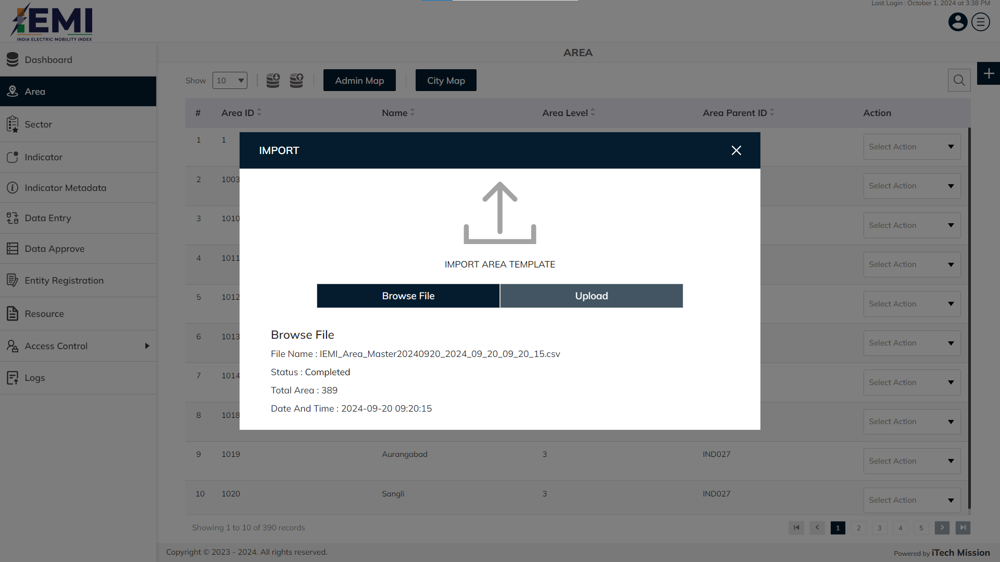 Last Login : October 1, 2024 at 3:38 PM
iEMI
INDIA ELECTRIC MOBILITY INDEX
Dashboard
Area
Sector
Indicator
Indicator Metadata
Data Entry
Data Approve
Entity Registration
Resource
Access Control
Logs
AREA
Show 10 Admin Map City Map
# Area ID Name Area Level Area Parent ID Action
1 1 Select Action
2 1003 Select Action
3 1010 Select Action
4 1011 Select Action
5 1012 Select Action
6 1013 Select Action
7 1014 Select Action
8 1018 Select Action
9 1019 Aurangabad 3 IND027 Select Action
10 1020 Sangli 3 IND027 Select Action
IMPORT
IMPORT AREA TEMPLATE
Browse File Upload
Browse File
File Name : IEMI_Area_Master20240920_2024_09_20_09_20_15.csv
Status : Completed
Total Area : 389
Date And Time : 2024-09-20 09:20:15
Showing 1 to 10 of 390 records
1 2 3 4 5
Copyright © 2023 - 2024. All rights reserved.
Powered by iTech Mission